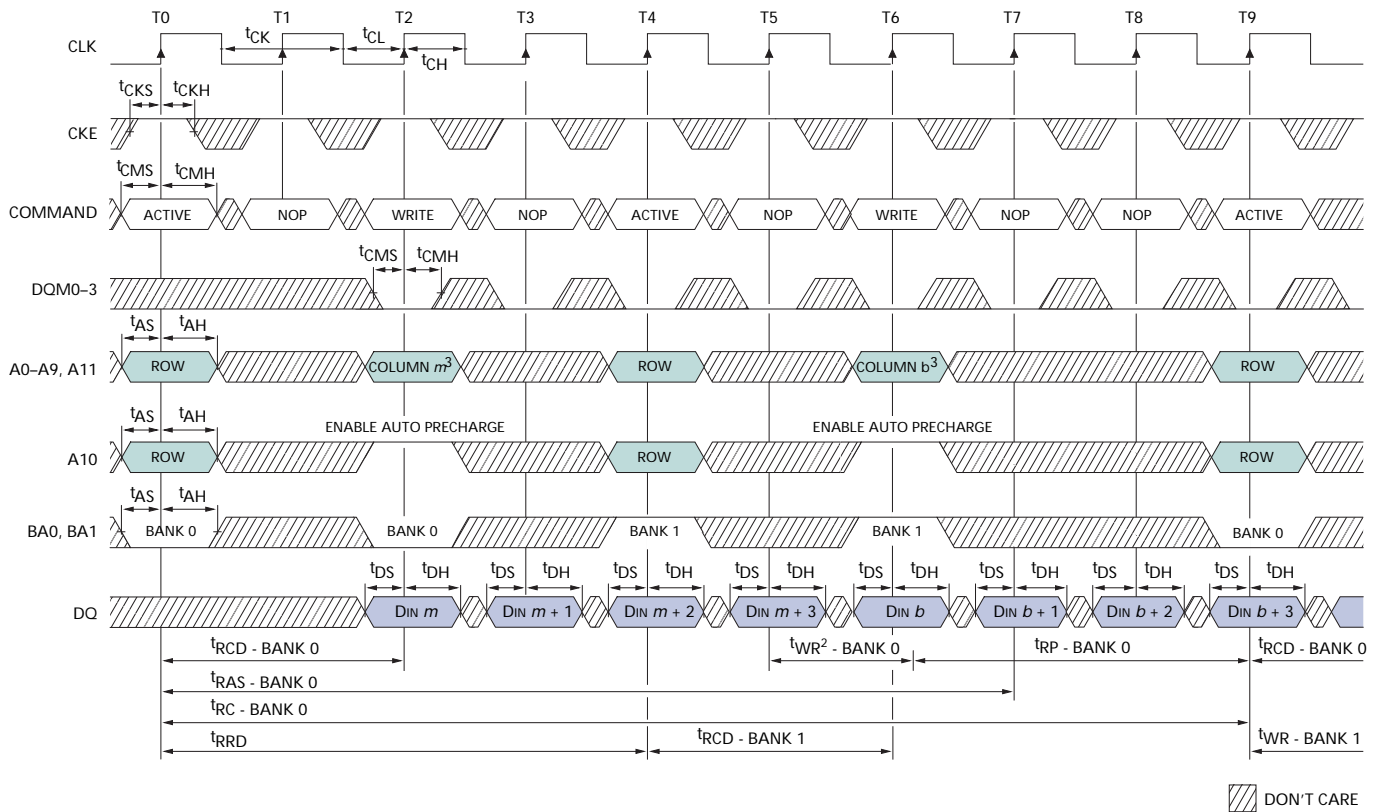 T0 T1 T2 T3 T4 T5 T6 T7 T8 T9
CLK tCK tCL tCH
tCKS tCKH
CKE
tCMS tCMH
COMMAND ACTIVE NOP WRITE NOP ACTIVE NOP WRITE NOP NOP ACTIVE
tCMS tCMH
DQM0–3
tAS tAH
A0–A9, A11 ROW COLUMN m³ ROW COLUMN b³ ROW
tAS tAH ENABLE AUTO PRECHARGE ENABLE AUTO PRECHARGE
A10 ROW ROW ROW
tAS tAH
BA0, BA1 BANK 0 BANK 0 BANK 1 BANK 1 BANK 0
tDS tDH tDS tDH tDS tDH tDS tDH tDS tDH tDS tDH tDS tDH tDS tDH
DQ DIN m DIN m + 1 DIN m + 2 DIN m + 3 DIN b DIN b + 1 DIN b + 2 DIN b + 3
tRCD - BANK 0 tWR² - BANK 0 tRP - BANK 0 tRCD - BANK 0
tRAS - BANK 0
tRC - BANK 0
tRRD tRCD - BANK 1 tWR - BANK 1
DON'T CARE